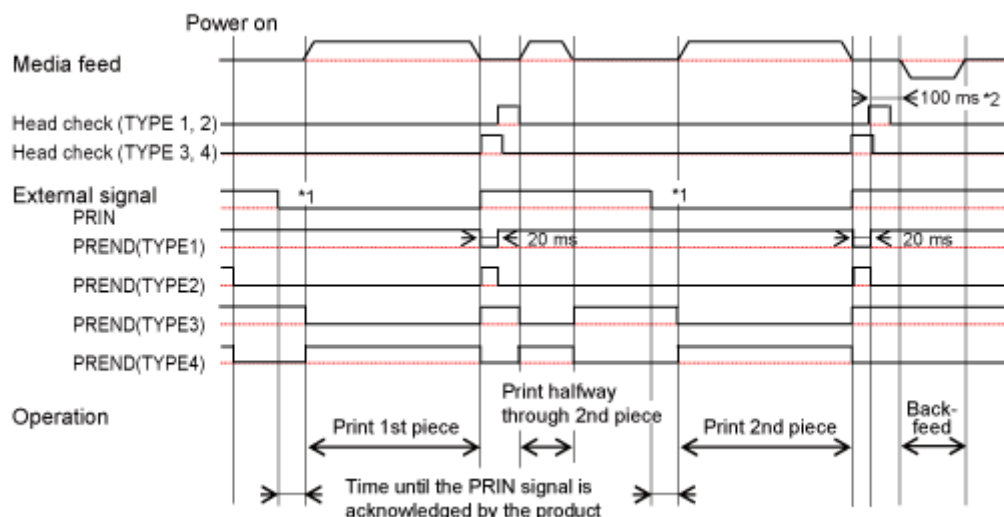 Power on
Media feed
100 ms *2
Head check (TYPE 1, 2)
Head check (TYPE 3, 4)
External signal
*1
*1
PRIN
PREND(TYPE1)
20 ms
20 ms
PREND(TYPE2)
PREND(TYPE3)
PREND(TYPE4)
Operation
Print 1st piece
Print halfway
through 2nd piece
Print 2nd piece
Back-
feed
Time until the PRIN signal is
acknowledged by the product